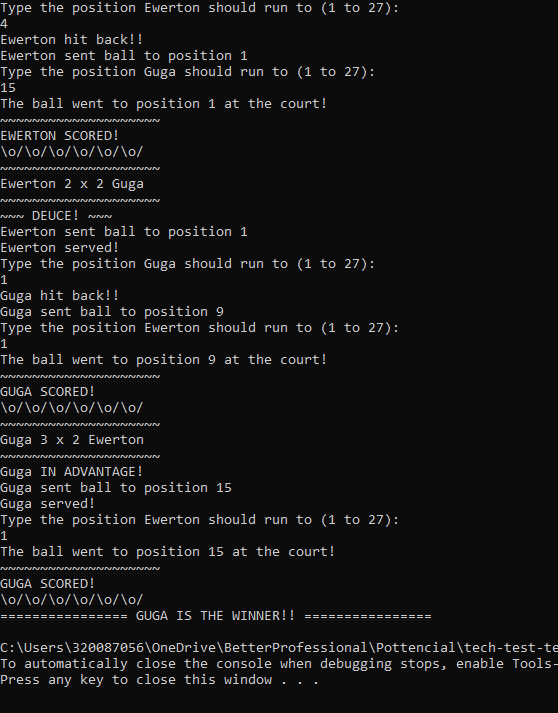 Type the position Ewerton should run to (1 to 27):
4
Ewerton hit back!!
Ewerton sent ball to position 1
Type the position Guga should run to (1 to 27):
15
The ball went to position 1 at the court!
~~~~~~~~~~~~~~~~~~~~
EWERTON SCORED!
\o/\o/\o/\o/\o/\o/
~~~~~~~~~~~~~~~~~~~~
Ewerton 2 x 2 Guga
~~~~~~~~~~~~~~~~~~~~
~~~ DEUCE! ~~~
Ewerton sent ball to position 1
Ewerton served!
Type the position Guga should run to (1 to 27):
1
Guga hit back!!
Guga sent ball to position 9
Type the position Ewerton should run to (1 to 27):
1
The ball went to position 9 at the court!
~~~~~~~~~~~~~~~~~~~~
GUGA SCORED!
\o/\o/\o/\o/\o/\o/
~~~~~~~~~~~~~~~~~~~~
Guga 3 x 2 Ewerton
~~~~~~~~~~~~~~~~~~~~
Guga IN ADVANTAGE!
Guga sent ball to position 15
Guga served!
Type the position Ewerton should run to (1 to 27):
1
The ball went to position 15 at the court!
~~~~~~~~~~~~~~~~~~~~
GUGA SCORED!
\o/\o/\o/\o/\o/\o/
================ GUGA IS THE WINNER!! ================
C:\Users\320087056\OneDrive\BetterProfessional\Pottencial\tech-test-te
To automatically close the console when debugging stops, enable Tools-
Press any key to close this window . . .